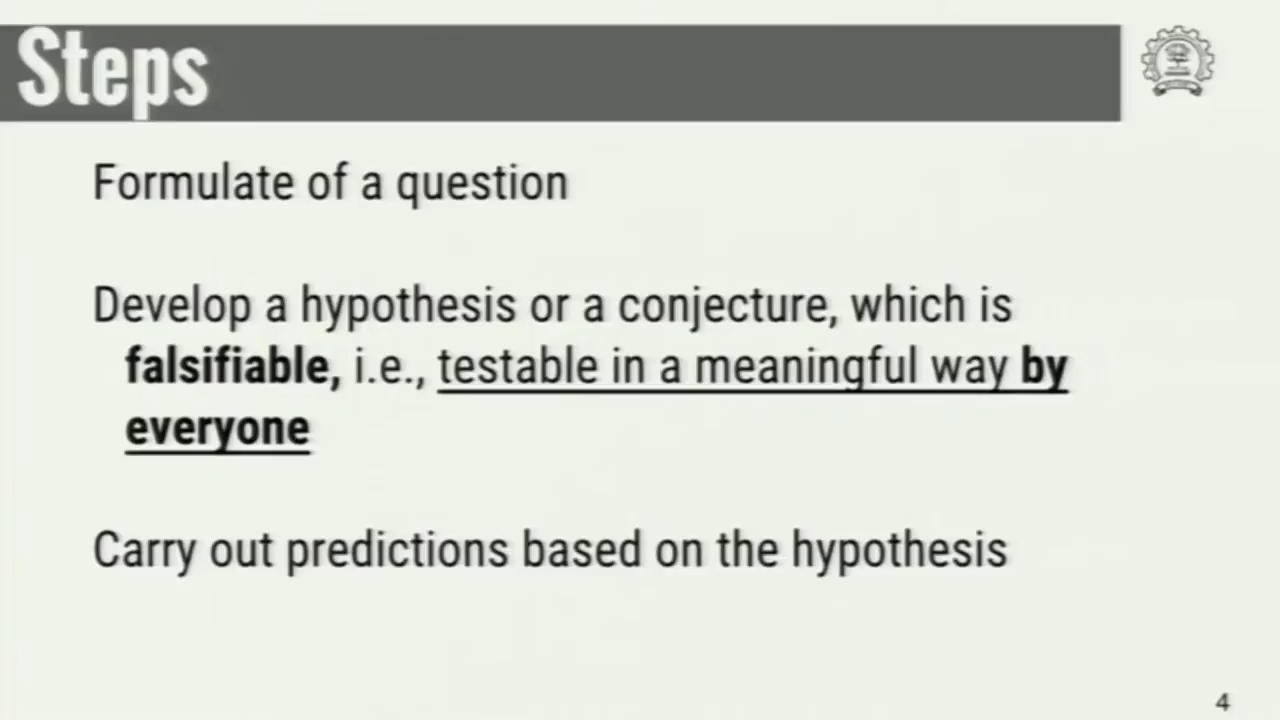 Steps
Formulate of a question
Develop a hypothesis or a conjecture, which is
falsifiable, i.e., testable in a meaningful way by
everyone
Carry out predictions based on the hypothesis
4